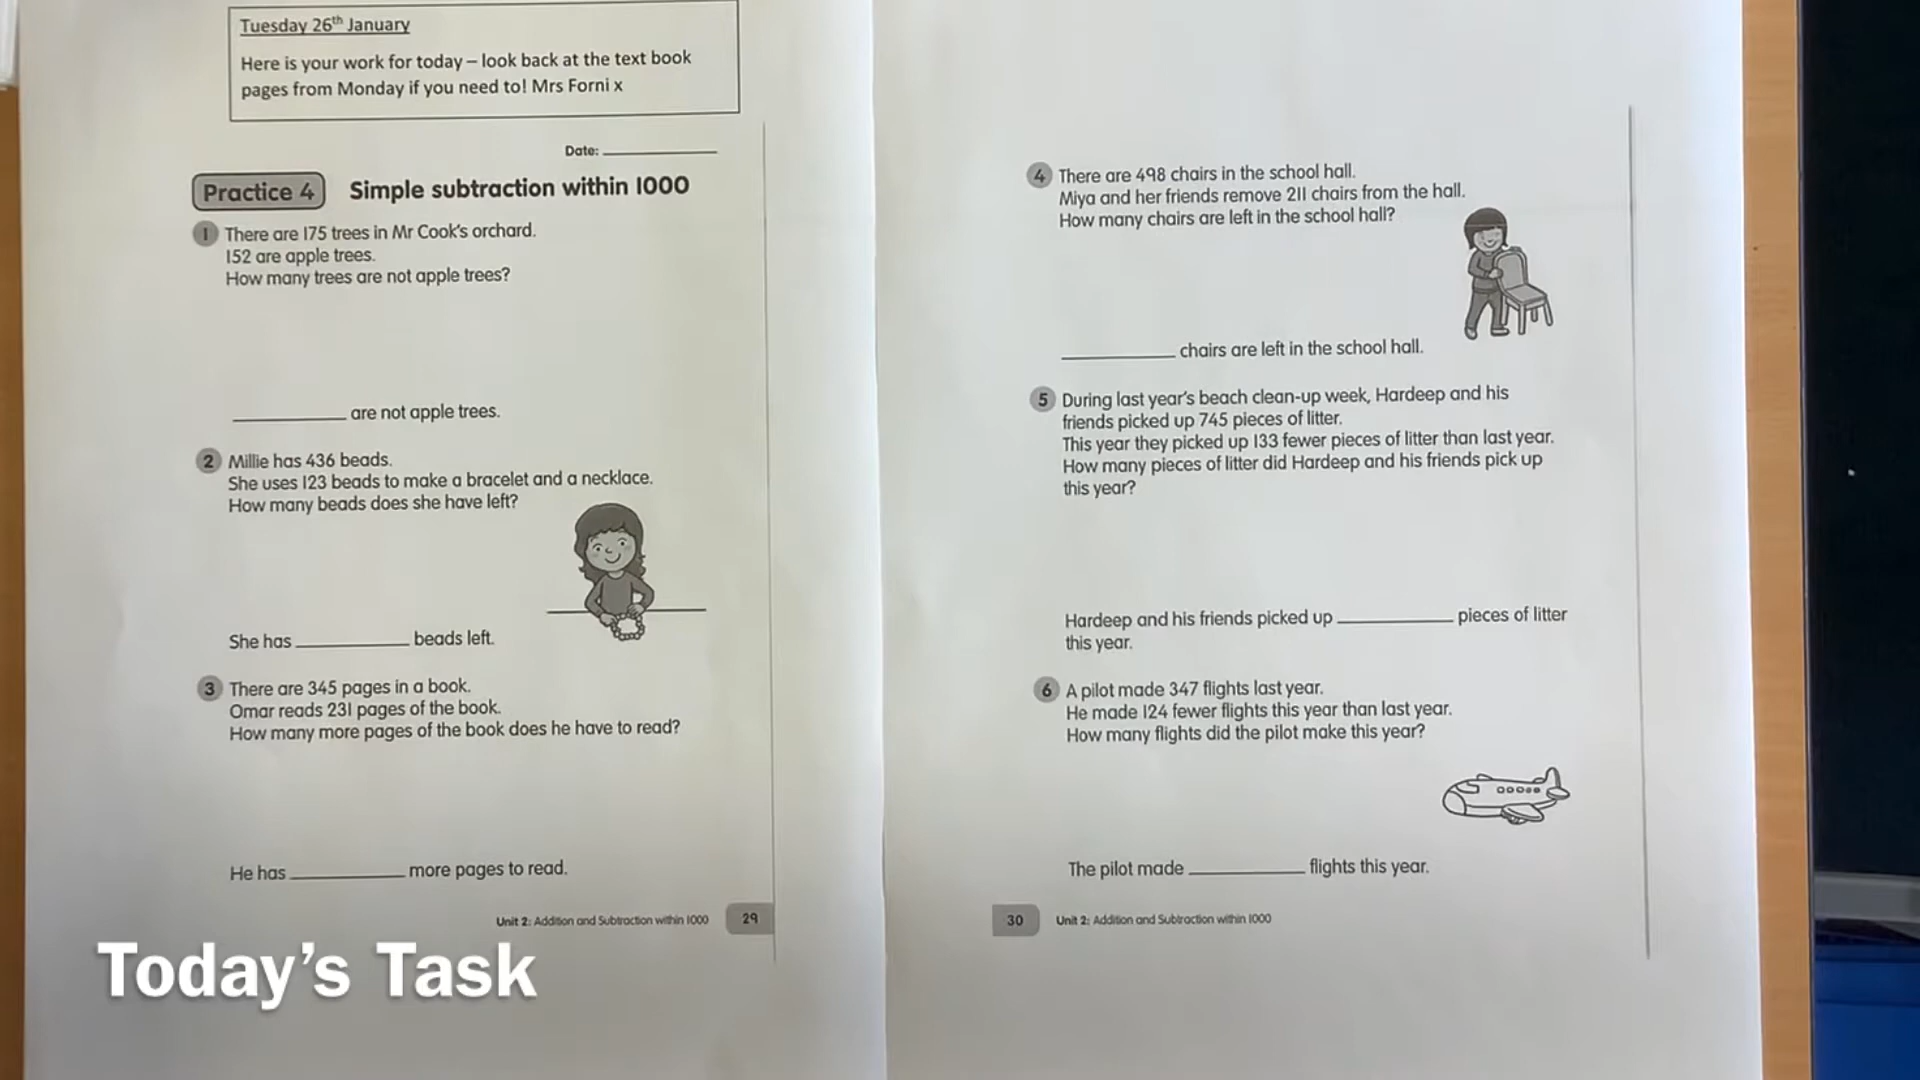 Tuesday 26th January
Here is your work for today – look back at the text book
pages from Monday if you need to! Mrs Forni x
Date: ____________
Practice 4 Simple subtraction within 1000
1 There are 175 trees in Mr Cook's orchard.
152 are apple trees.
How many trees are not apple trees?
____________ are not apple trees.
2 Millie has 436 beads.
She uses 123 beads to make a bracelet and a necklace.
How many beads does she have left?
She has ____________ beads left.
3 There are 345 pages in a book.
Omar reads 231 pages of the book.
How many more pages of the book does he have to read?
He has ____________ more pages to read.
Unit 2: Addition and Subtraction within 1000 29
4 There are 498 chairs in the school hall.
Miya and her friends remove 211 chairs from the hall.
How many chairs are left in the school hall?
____________ chairs are left in the school hall.
5 During last year's beach clean-up week, Hardeep and his
friends picked up 745 pieces of litter.
This year they picked up 133 fewer pieces of litter than last year.
How many pieces of litter did Hardeep and his friends pick up
this year?
Hardeep and his friends picked up ____________ pieces of litter
this year.
6 A pilot made 347 flights last year.
He made 124 fewer flights this year than last year.
How many flights did the pilot make this year?
The pilot made ____________ flights this year.
30 Unit 2: Addition and Subtraction within 1000
Today's Task